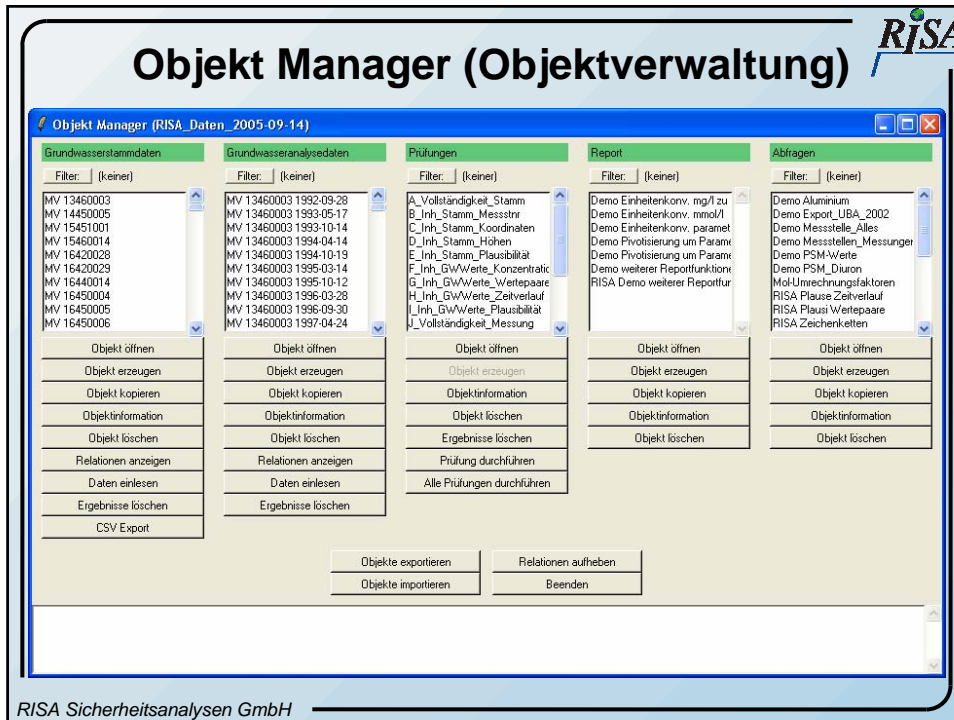 RISA
Objekt Manager (Objektverwaltung)
Objekt Manager (RISA_Daten_2005-09-14)
Grundwasserstammdaten
Filter: (keiner)
MV 13460003
MV 14450005
MV 15451001
MV 15460014
MV 16420028
MV 16420029
MV 16440014
MV 16450004
MV 16450005
MV 16450006
Objekt öffnen
Objekt erzeugen
Objekt kopieren
Objektinformation
Objekt löschen
Relationen anzeigen
Daten einlesen
Ergebnisse löschen
CSV Export
Grundwasseranalysedaten
Filter: (keiner)
MV 13460003 1992-09-28
MV 13460003 1993-05-17
MV 13460003 1993-10-14
MV 13460003 1994-04-14
MV 13460003 1994-10-19
MV 13460003 1995-03-14
MV 13460003 1995-10-12
MV 13460003 1996-03-28
MV 13460003 1996-09-30
MV 13460003 1997-04-24
Objekt öffnen
Objekt erzeugen
Objekt kopieren
Objektinformation
Objekt löschen
Relationen anzeigen
Daten einlesen
Ergebnisse löschen
Prüfungen
Filter: (keiner)
A_Vollständigkeit_Stamm
B_Inh_Stamm_Messstnr
C_Inh_Stamm_Koordinaten
D_Inh_Stamm_Höhen
E_Inh_Stamm_Plausibilität
F_Inh_GWWerte_Konzentratic
G_Inh_GWWerte_Wertepaare
H_Inh_GWWerte_Zeitverlauf
I_Inh_GWWerte_Plausibilität
J_Vollständigkeit_Messung
Objekt öffnen
Objekt erzeugen
Objektinformation
Objekt löschen
Ergebnisse löschen
Prüfung durchführen
Alle Prüfungen durchführen
Report
Filter: (keiner)
Demo Einheitenkonv. mg/l zu
Demo Einheitenkonv. mmol/l
Demo Einheitenkonv. paramet
Demo Pivotisierung um Parame
Demo Pivotisierung um Parame
Demo weiterer Reportfunktione
RISA Demo weiterer Reportfur
Objekt öffnen
Objekt erzeugen
Objekt kopieren
Objektinformation
Objekt löschen
Abfragen
Filter: (keiner)
Demo Aluminium
Demo Export_UBA_2002
Demo Messstelle_Alles
Demo Messstellen_Messunger
Demo PSM-Werte
Demo PSM_Diuron
Mol-Umrechnungsfaktoren
RISA Plause Zeitverlauf
RISA Plausi Wertepaare
RISA Zeichenketten
Objekt öffnen
Objekt erzeugen
Objekt kopieren
Objektinformation
Objekt löschen
Objekte exportieren
Relationen aufheben
Objekte importieren
Beenden
RISA Sicherheitsanalysen GmbH